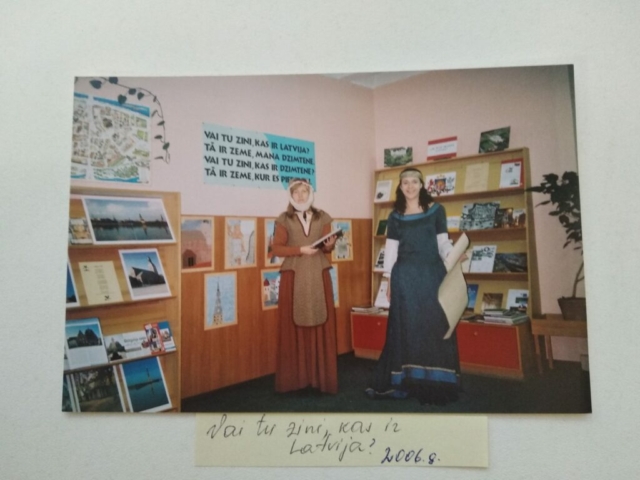 VAI TU ZINI, KAS IR LATVIJA?
TĀ IR ZEME, MANA DZIMTENE.
VAI TU ZINI, KAS IR DZIMTENE?
TĀ IR ZEME, KUR ES
Vai tu zini, kas ir
Latvija? 2006.g.